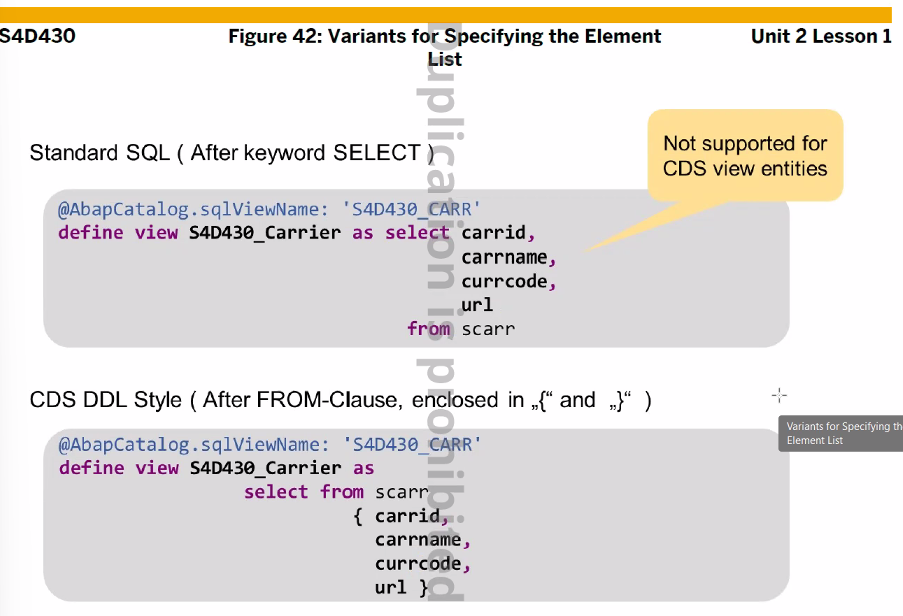 S4D430 Figure 42: Variants for Specifying the Element Unit 2 Lesson 1
List
Standard SQL ( After keyword SELECT )
Not supported for
CDS view entities
@AbapCatalog.sqlViewName: 'S4D430_CARR'
define view S4D430_Carrier as select carrid,
carrname,
currcode,
url
from scarr
CDS DDL Style ( After FROM-Clause, enclosed in „{“ and „}“ )
Variants for Specifying the
Element List
@AbapCatalog.sqlViewName: 'S4D430_CARR'
define view S4D430_Carrier as
select from scarr
{ carrid,
carrname,
currcode,
url }
Duplication is prohibited